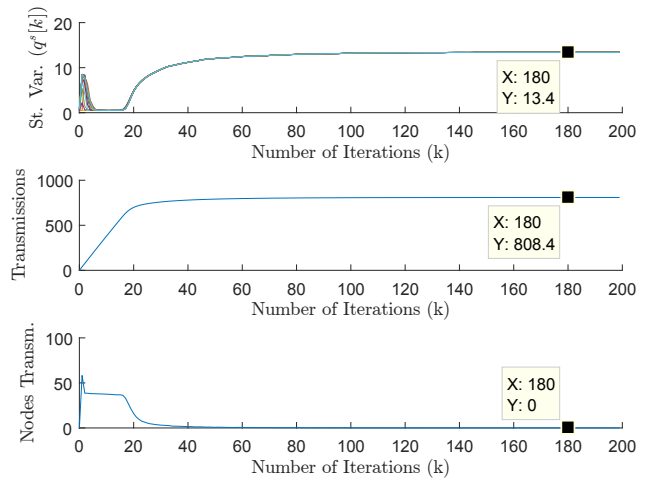 St. Var. (q^s[k])
20
10
0
X: 180
Y: 13.4
0 20 40 60 80 100 120 140 160 180 200
Number of Iterations (k)
Transmissions
1000
500
0
X: 180
Y: 808.4
0 20 40 60 80 100 120 140 160 180 200
Number of Iterations (k)
Nodes Transm.
100
50
0
X: 180
Y: 0
0 20 40 60 80 100 120 140 160 180 200
Number of Iterations (k)